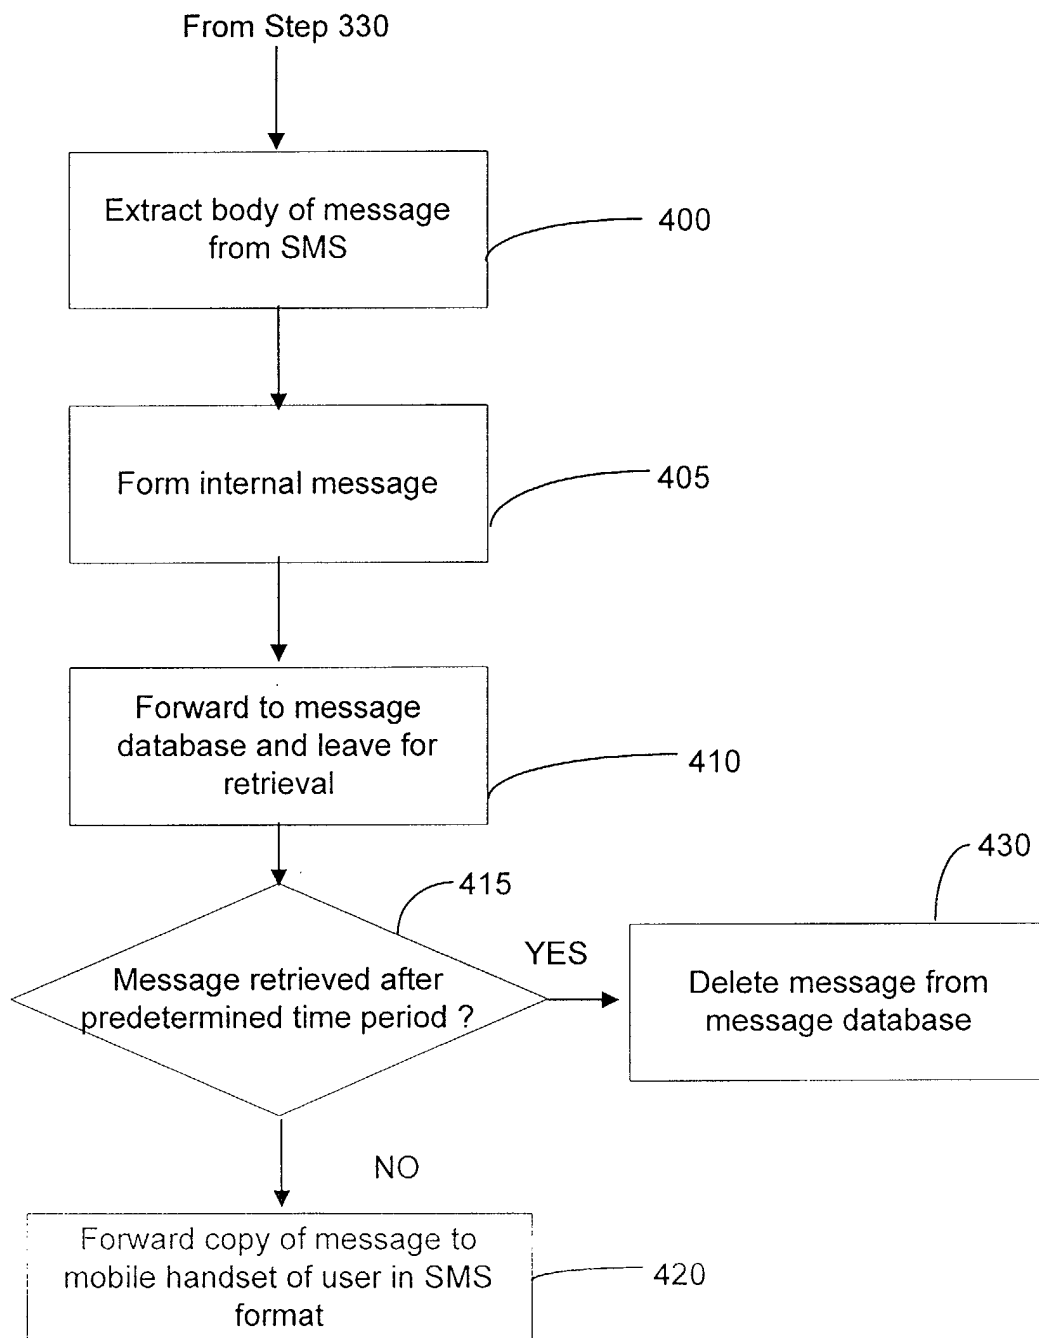 From Step 330
Extract body of message
from SMS
400
Form internal message
405
Forward to message
database and leave for
retrieval
410
415
Message retrieved after
predetermined time period ?
YES
430
Delete message from
message database
NO
Forward copy of message to
mobile handset of user in SMS
format
420